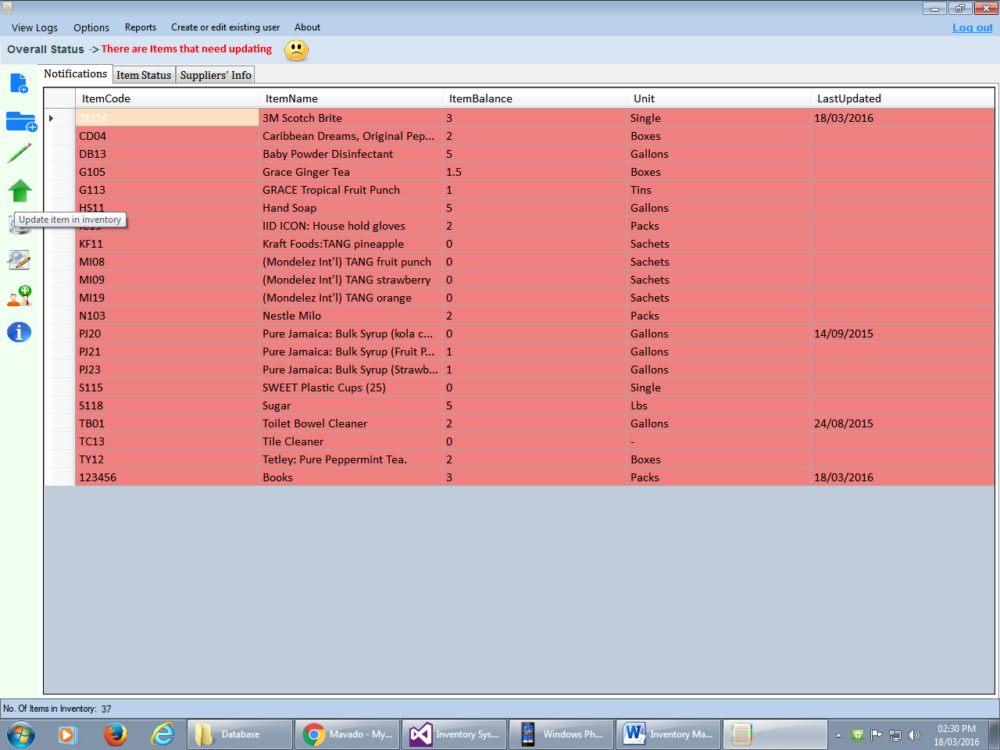 View Logs Options Reports Create or edit existing user About Log out
Overall Status -> There are Items that need updating
Notifications Item Status Suppliers' Info
ItemCode ItemName ItemBalance Unit LastUpdated
3M14 3M Scotch Brite 3 Single 18/03/2016
CD04 Caribbean Dreams, Original Pep... 2 Boxes
DB13 Baby Powder Disinfectant 5 Gallons
G105 Grace Ginger Tea 1.5 Boxes
G113 GRACE Tropical Fruit Punch 1 Tins
HS11 Hand Soap 5 Gallons
Update item in inventory
IID ICON: House hold gloves 2 Packs
KF11 Kraft Foods:TANG pineapple 0 Sachets
MI08 (Mondelez Int'l) TANG fruit punch 0 Sachets
MI09 (Mondelez Int'l) TANG strawberry 0 Sachets
MI19 (Mondelez Int'l) TANG orange 0 Sachets
N103 Nestle Milo 2 Packs
PJ20 Pure Jamaica: Bulk Syrup (kola c... 0 Gallons 14/09/2015
PJ21 Pure Jamaica: Bulk Syrup (Fruit P... 1 Gallons
PJ23 Pure Jamaica: Bulk Syrup (Strawb... 1 Gallons
S115 SWEET Plastic Cups (25) 0 Single
S118 Sugar 5 Lbs
TB01 Toilet Bowel Cleaner 2 Gallons 24/08/2015
TC13 Tile Cleaner 0 -
TY12 Tetley: Pure Peppermint Tea. 2 Boxes
123456 Books 3 Packs 18/03/2016
No. Of Items in Inventory: 37
Database Mavado - My... Inventory Sys... Windows Ph... Inventory Ma... 02:30 PM
18/03/2016